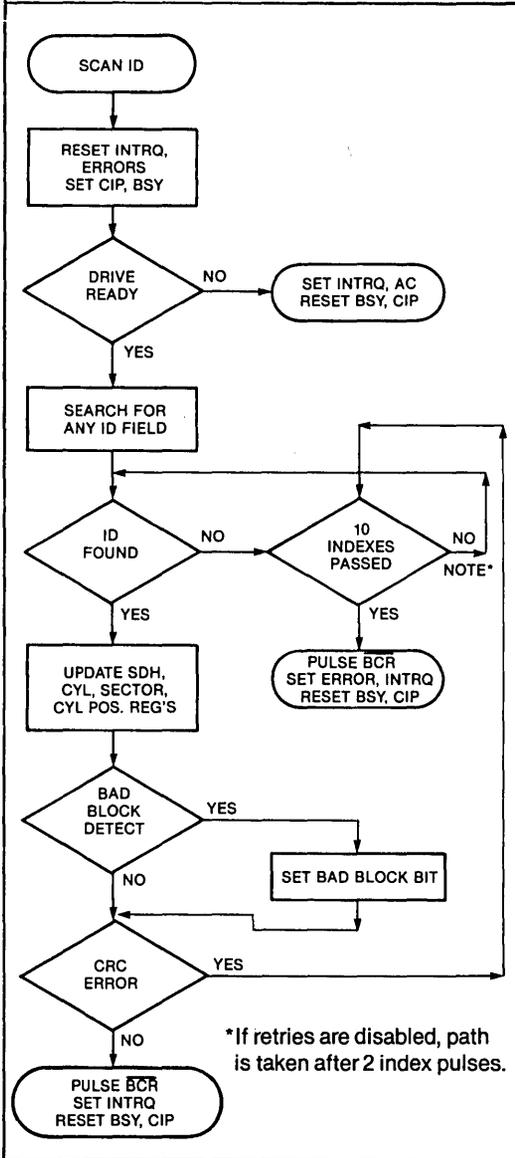 SCAN ID
RESET INTRQ,
ERRORS
SET CIP, BSY
DRIVE
READY
NO
SET INTRQ, AC
RESET BSY, CIP
YES
SEARCH FOR
ANY ID FIELD
ID
FOUND
NO
10
INDEXES
PASSED
NO
NOTE*
YES
YES
PULSE B̅C̅R̅
SET ERROR, INTRQ
RESET BSY, CIP
UPDATE SDH,
CYL, SECTOR,
CYL POS. REG'S
BAD
BLOCK
DETECT
YES
SET BAD BLOCK BIT
NO
CRC
ERROR
YES
NO
*If retries are disabled, path
is taken after 2 index pulses.
PULSE B̅C̅R̅
SET INTRQ
RESET BSY, CIP